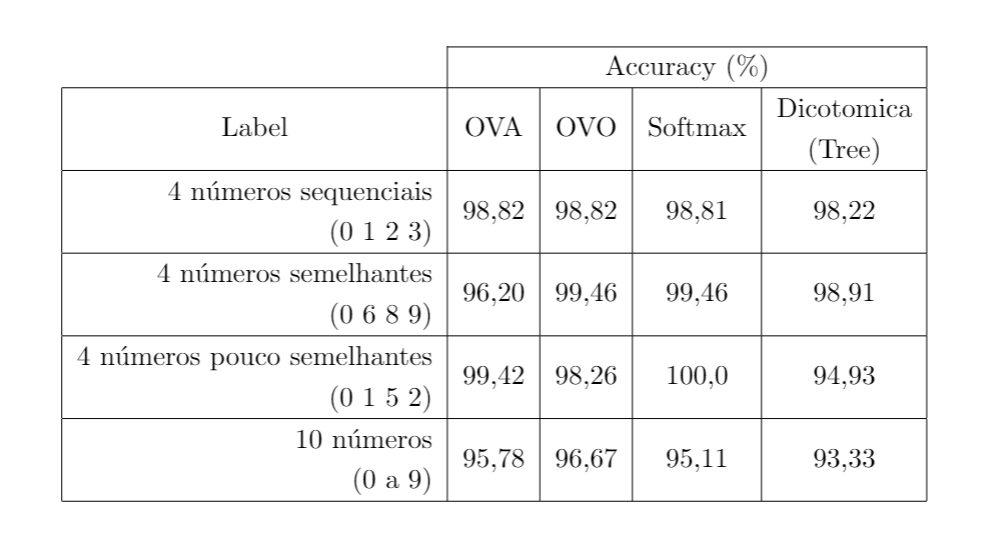 Accuracy (%)
Label OVA OVO Softmax Dicotomica
(Tree)
4 números sequenciais
(0 1 2 3) 98,82 98,82 98,81 98,22
4 números semelhantes
(0 6 8 9) 96,20 99,46 99,46 98,91
4 números pouco semelhantes
(0 1 5 2) 99,42 98,26 100,0 94,93
10 números
(0 a 9) 95,78 96,67 95,11 93,33